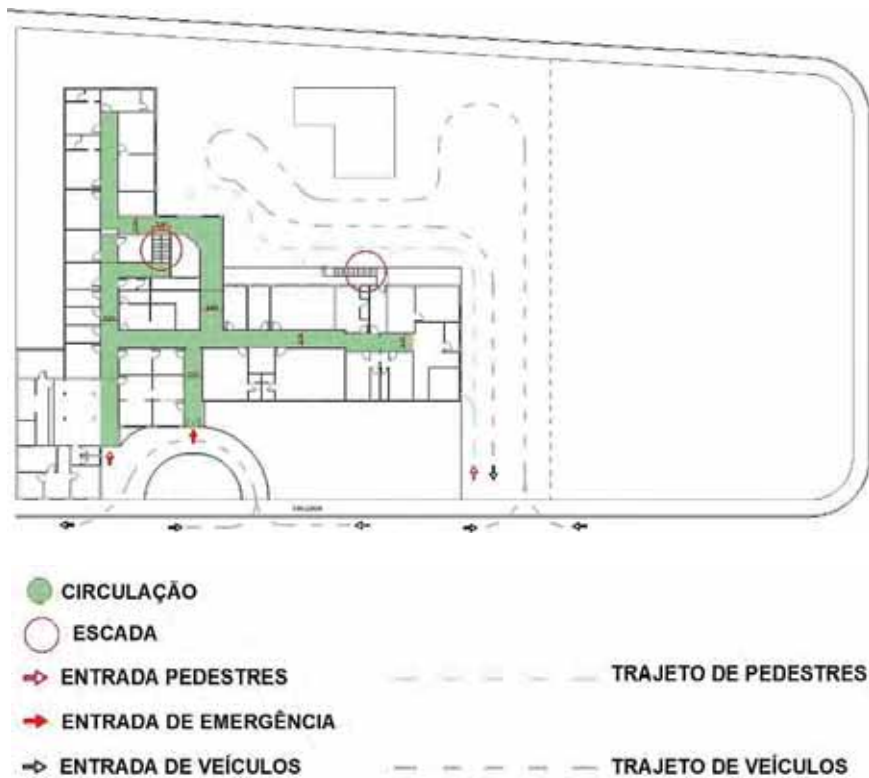 CIRCULAÇÃO
ESCADA
ENTRADA PEDESTRES
TRAJETO DE PEDESTRES
ENTRADA DE EMERGÊNCIA
ENTRADA DE VEÍCULOS
TRAJETO DE VEÍCULOS